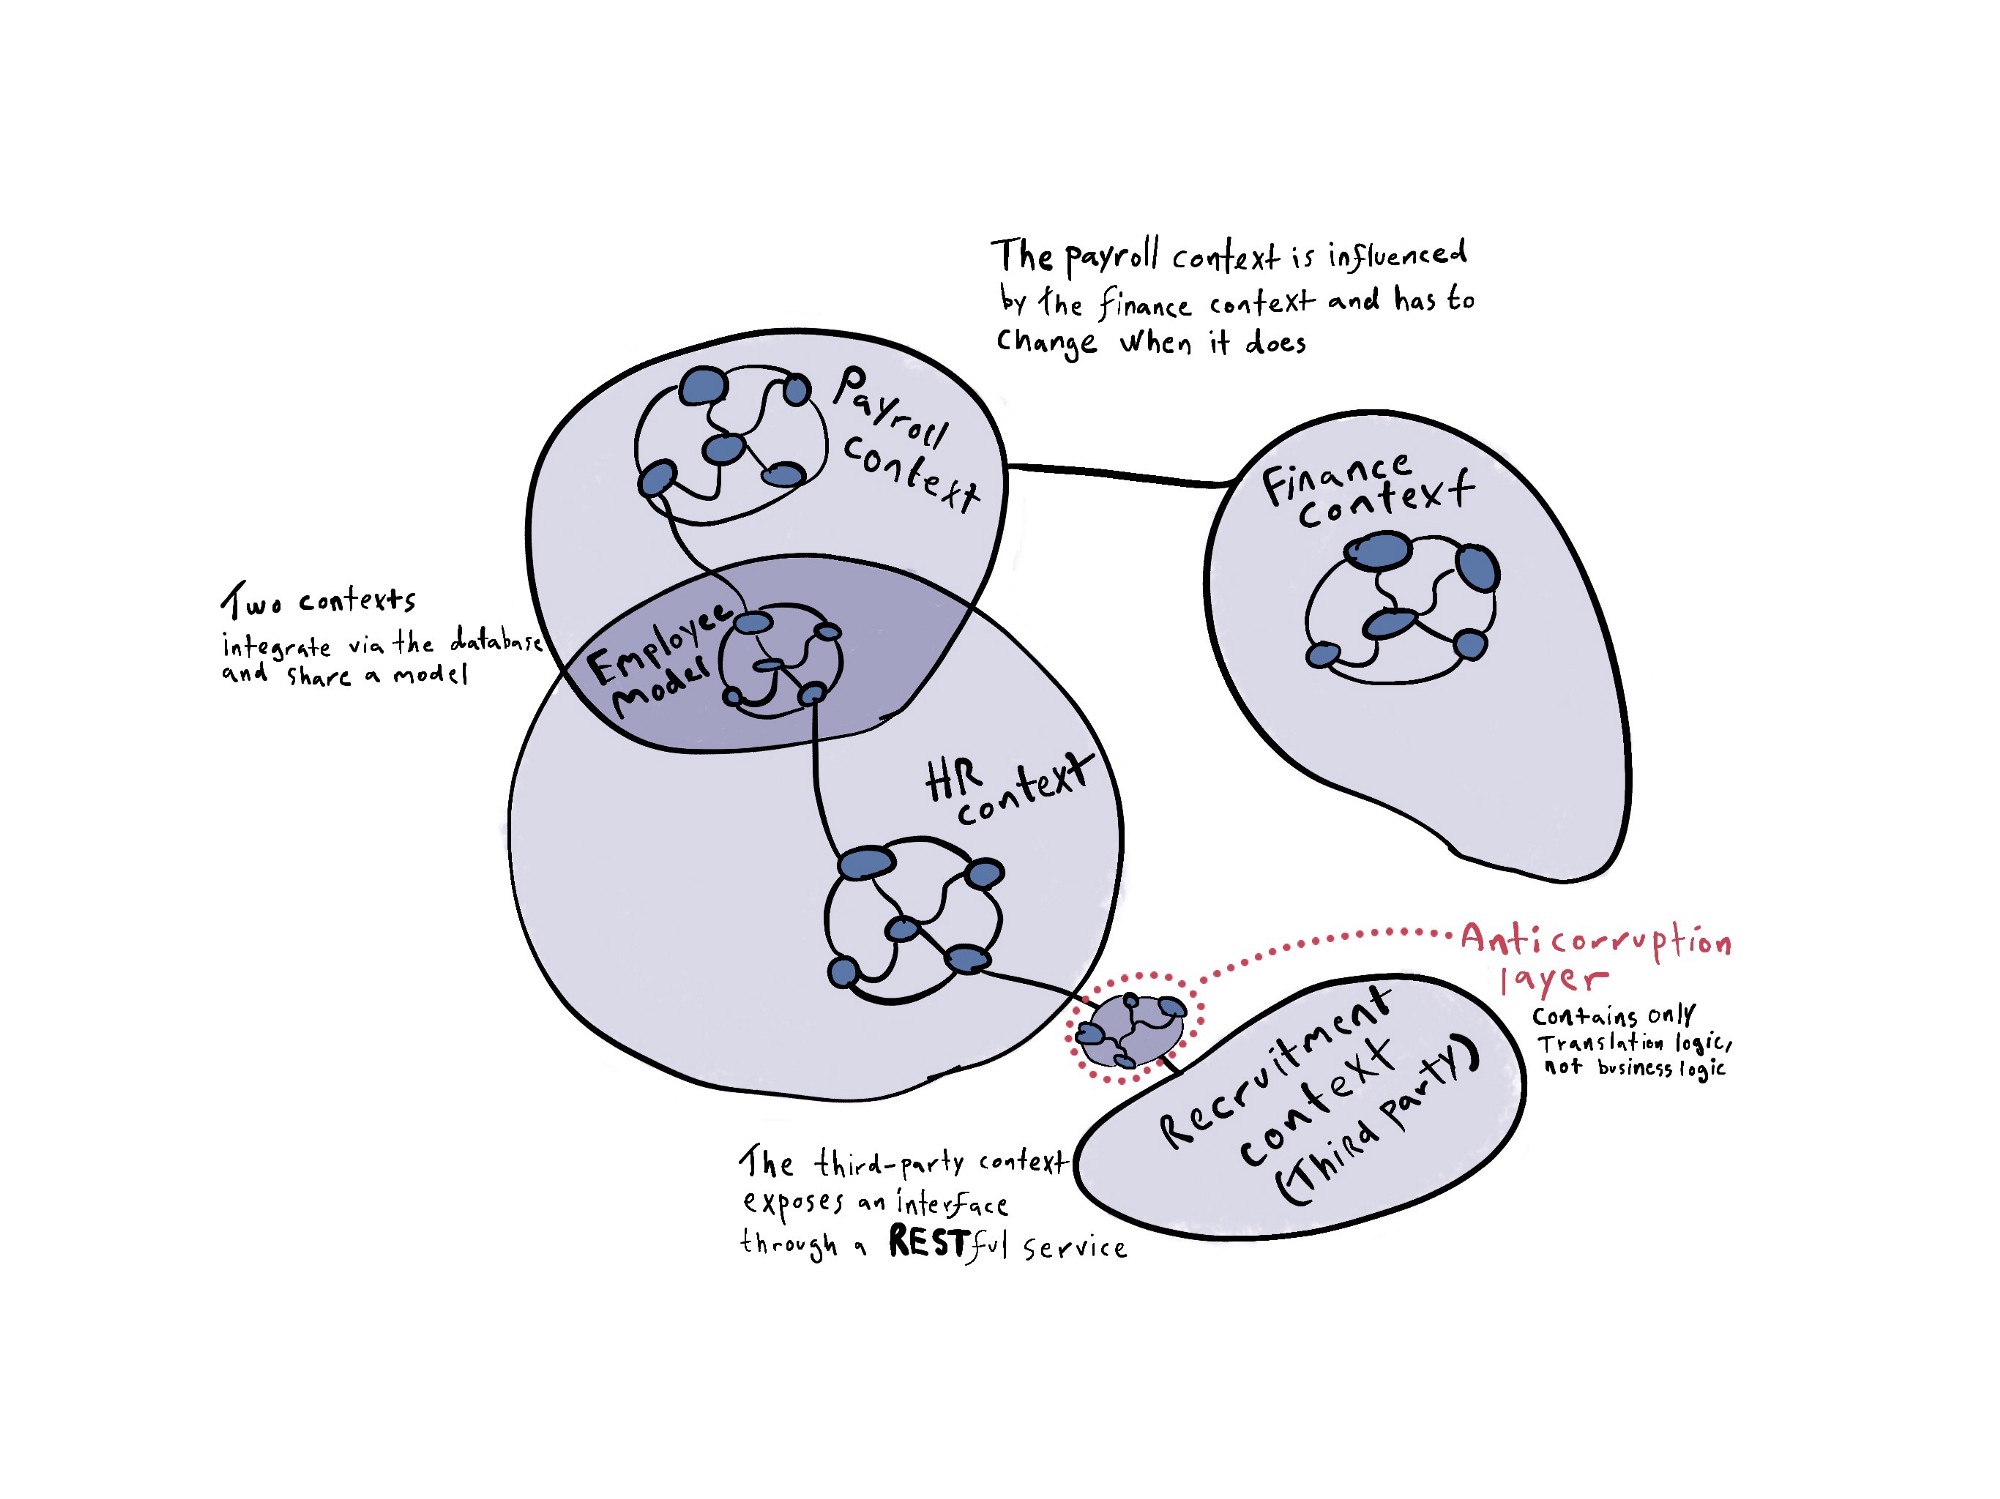 The payroll context is influenced
by the finance context and has to
change when it does
Payroll
context
Finance
context
Two contexts
integrate via the database
and share a model
Employee
model
HR
context
Anticorruption
layer
Contains only
Translation logic,
not business logic
Recruitment
context
(Third party)
The third-party context
exposes an interface
through a RESTful service